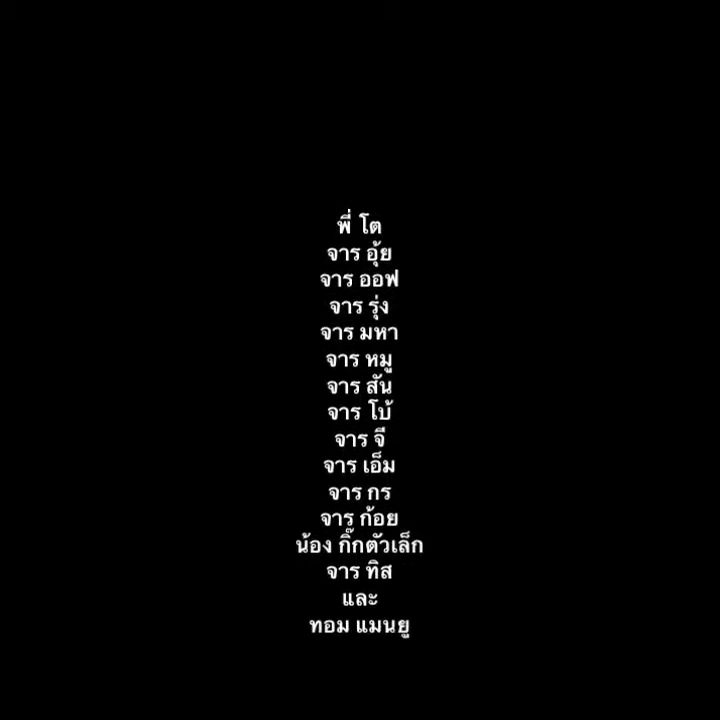 พี่ โต
จาร อุ้ย
จาร ออฟ
จาร รุ่ง
จาร มหา
จาร หมู
จาร สัน
จาร โบ้
จาร จี
จาร เอ็ม
จาร กร
จาร ก้อย
น้อง กิ๊กตัวเล็ก
จาร ทิส
และ
ทอม แมนยู